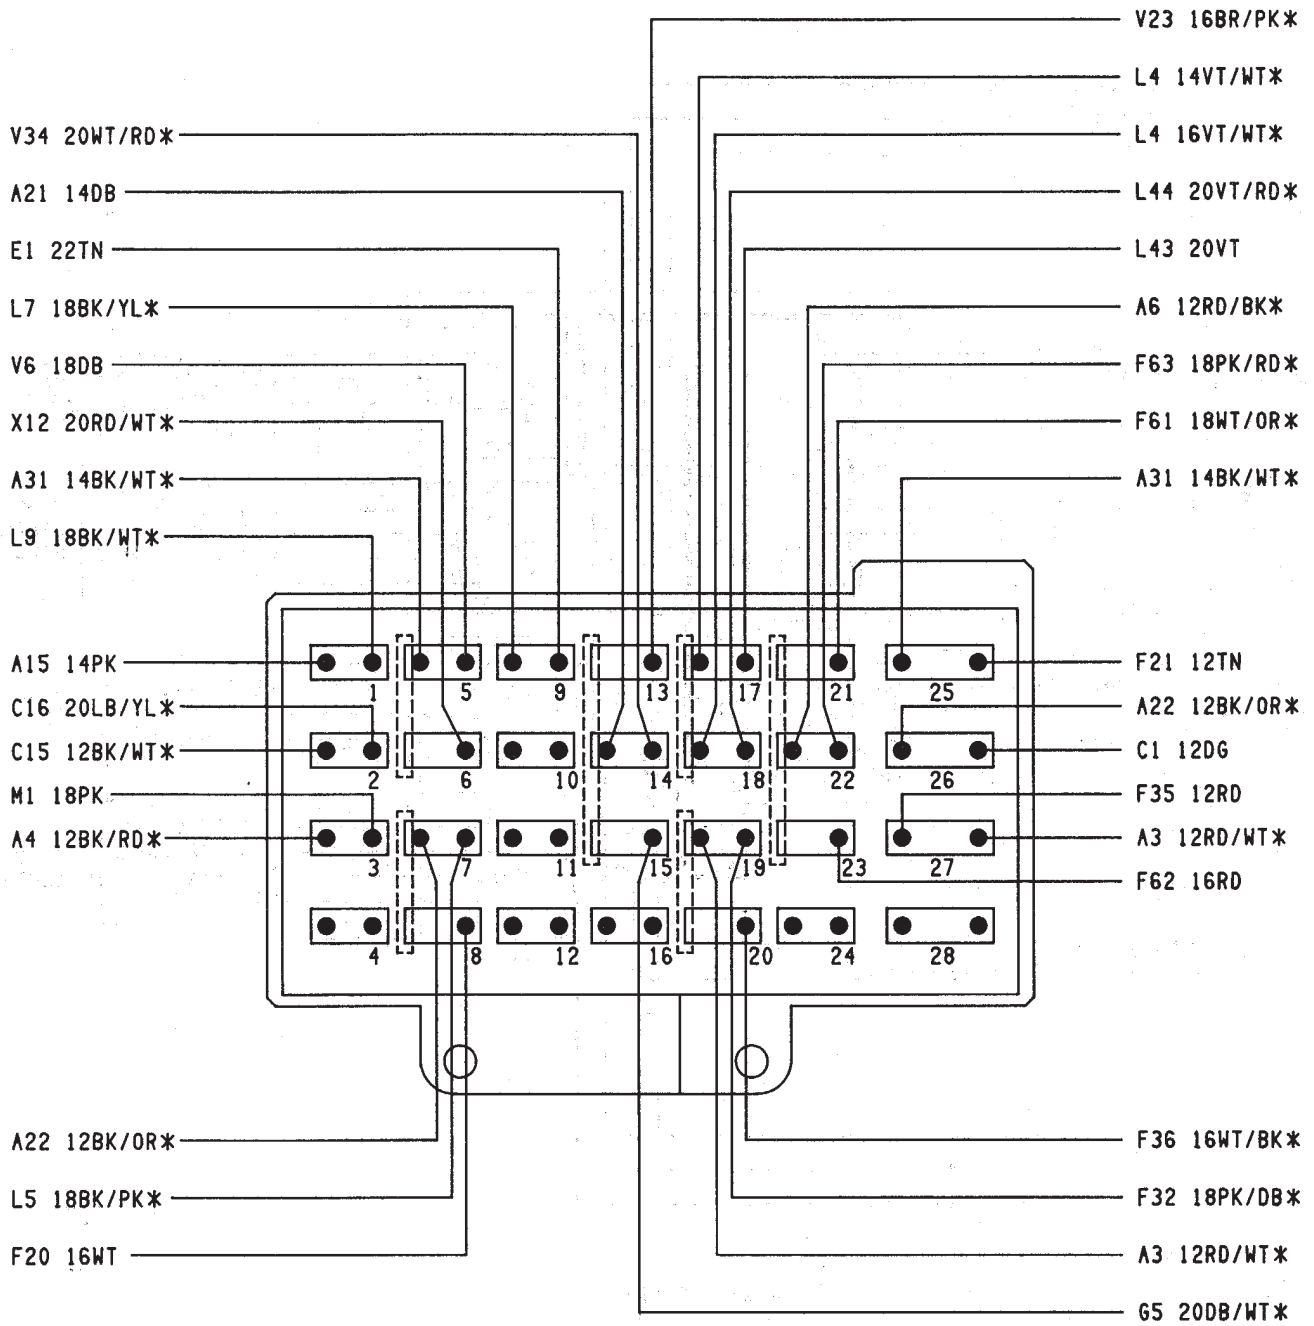 V23 16BR/PK*
L4 14VT/WT*
V34 20WT/RD*
L4 16VT/WT*
A21 14DB
L44 20VT/RD*
E1 22TN
L43 20VT
L7 18BK/YL*
A6 12RD/BK*
V6 18DB
F63 18PK/RD*
X12 20RD/WT*
F61 18WT/OR*
A31 14BK/WT*
A31 14BK/WT*
L9 18BK/WT*
A15 14PK
F21 12TN
1 5 9 13 17 21 25
C16 20LB/YL*
A22 12BK/OR*
C15 12BK/WT*
C1 12DG
2 6 10 14 18 22 26
M1 18PK
F35 12RD
A4 12BK/RD*
A3 12RD/WT*
3 7 11 15 19 23 27
F62 16RD
4 8 12 16 20 24 28
A22 12BK/OR*
F36 16WT/BK*
L5 18BK/PK*
F32 18PK/DB*
F20 16WT
A3 12RD/WT*
G5 20DB/WT*